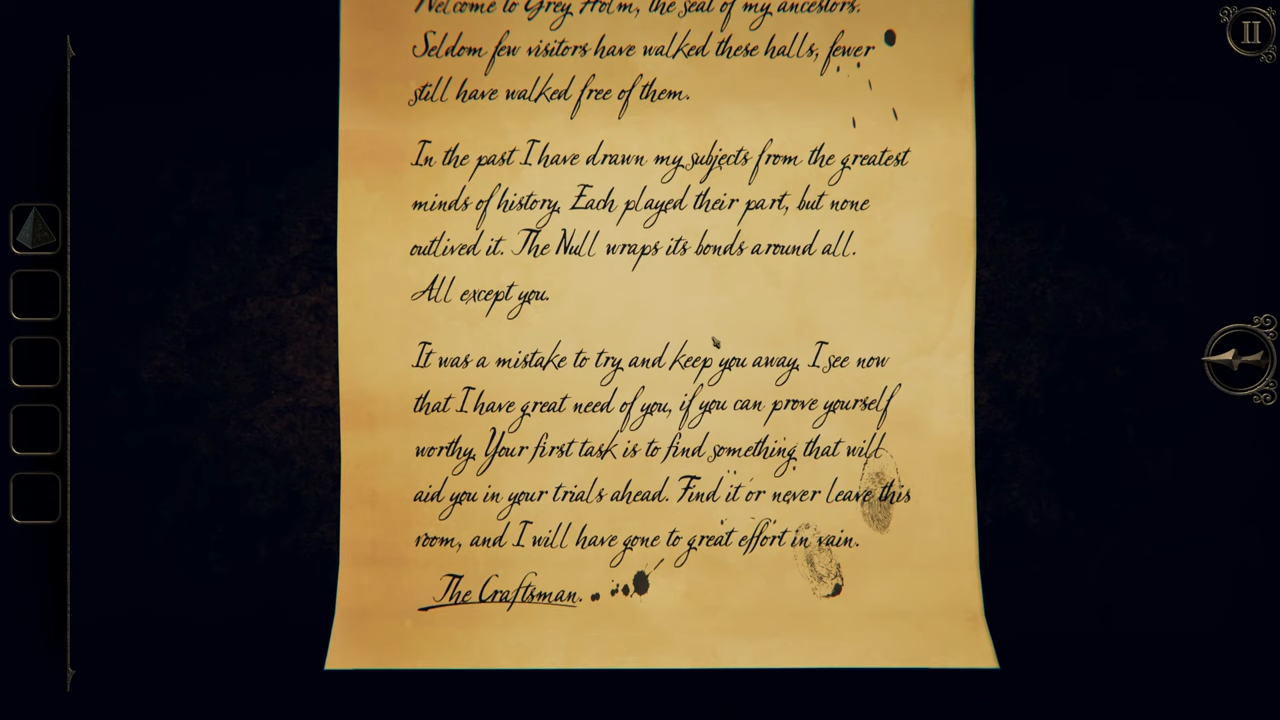 Welcome to Grey Holm, the seat of my ancestors.
Seldom few visitors have walked these halls, fewer
still have walked free of them.
In the past I have drawn my subjects from the greatest
minds of history. Each played their part, but none
outlived it. The Null wraps its bonds around all.
All except you.
It was a mistake to try and keep you away. I see now
that I have great need of you, if you can prove yourself
worthy. Your first task is to find something that will
aid you in your trials ahead. Find it or never leave this
room, and I will have gone to great effort in vain.
The Craftsman.